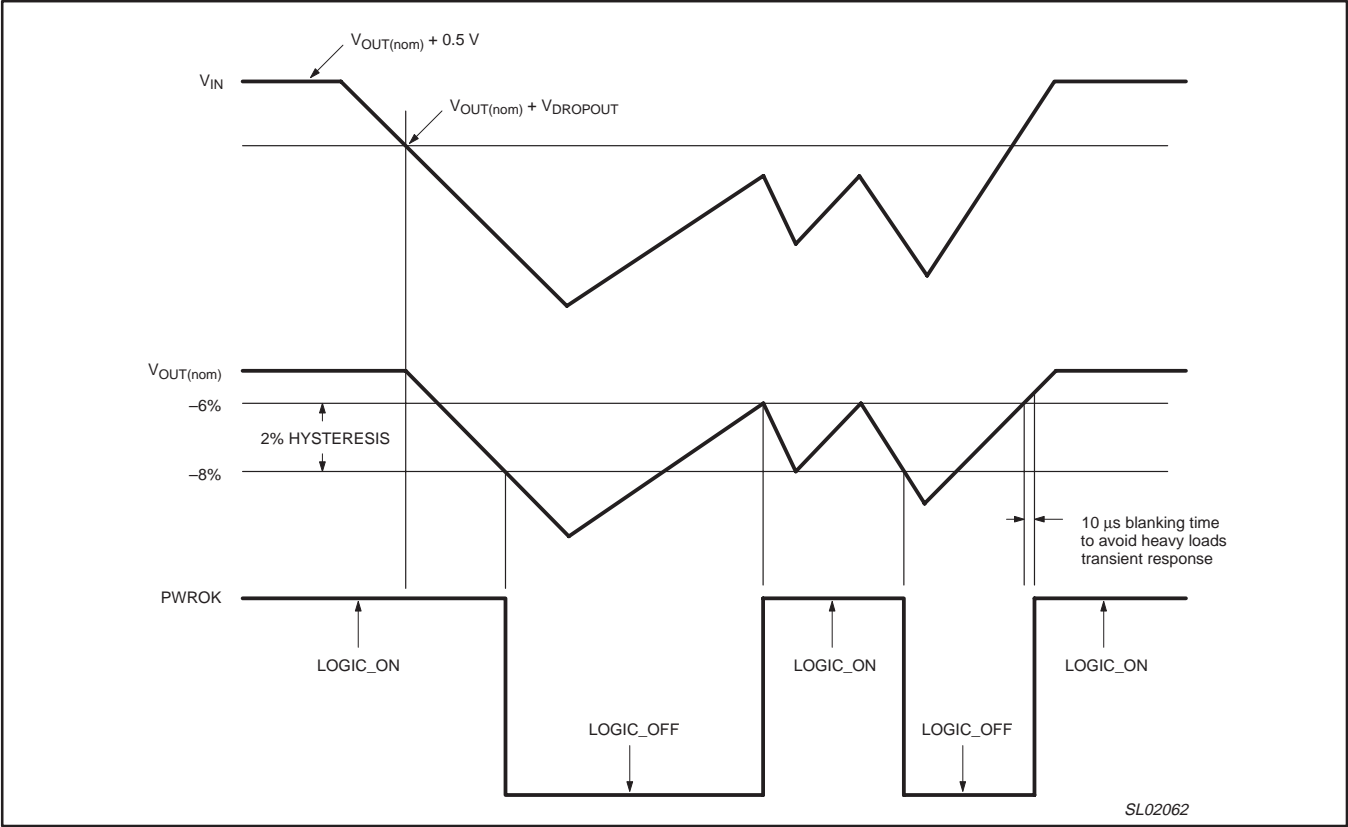 VOUT(nom) + 0.5 V
VIN
VOUT(nom) + VDROPOUT
VOUT(nom)
–6%
2% HYSTERESIS
–8%
10 μs blanking time
to avoid heavy loads
transient response
PWROK
LOGIC_ON
LOGIC_ON
LOGIC_ON
LOGIC_OFF
LOGIC_OFF
SL02062